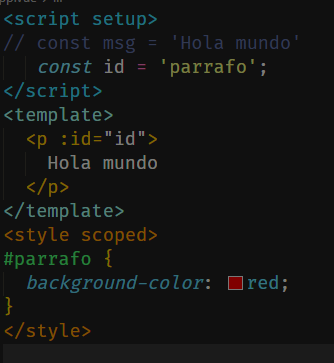 <script setup>
// const msg = 'Hola mundo'
const id = 'parrafo';
</script>
<template>
<p :id="id">
Hola mundo
</p>
</template>
<style scoped>
#parrafo {
background-color: red;
}
</style>